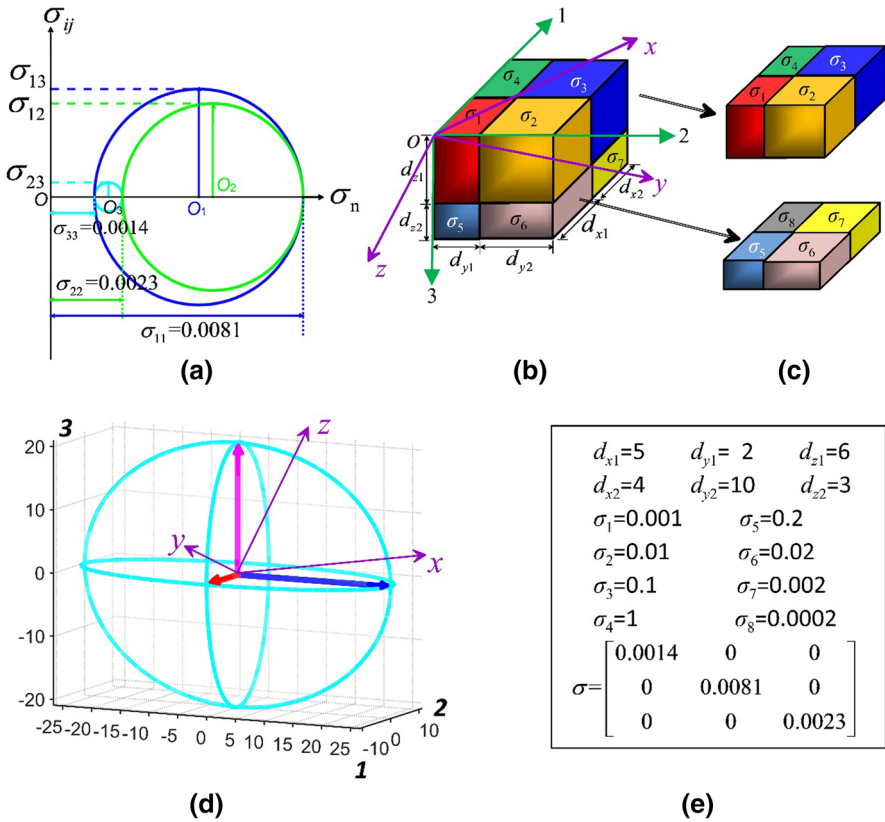 σij
σ13
σ12
σ23
O
O3
O1
O2
σn
σ33=0.0014
σ22=0.0023
σ11=0.0081
(a)
1
x
σ4
σ3
σ1
σ2
O
2
dz1
σ7
y
dx2
dz2
σ5
σ6
dx1
z
dy1
dy2
3
(b)
σ4
σ3
σ1
σ2
σ8
σ7
σ5
σ6
(c)
3
z
20
10
y
0
x
-10
-20
2
-25 -20 -15 -10 0 5 10 15 20 25
-10 0 10
1
(d)
dx1=5 dy1= 2 dz1=6
dx2=4 dy2=10 dz2=3
σ1=0.001 σ5=0.2
σ2=0.01 σ6=0.02
σ3=0.1 σ7=0.002
σ4=1 σ8=0.0002
0.0014 0 0
σ= 0 0.0081 0
0 0 0.0023
(e)